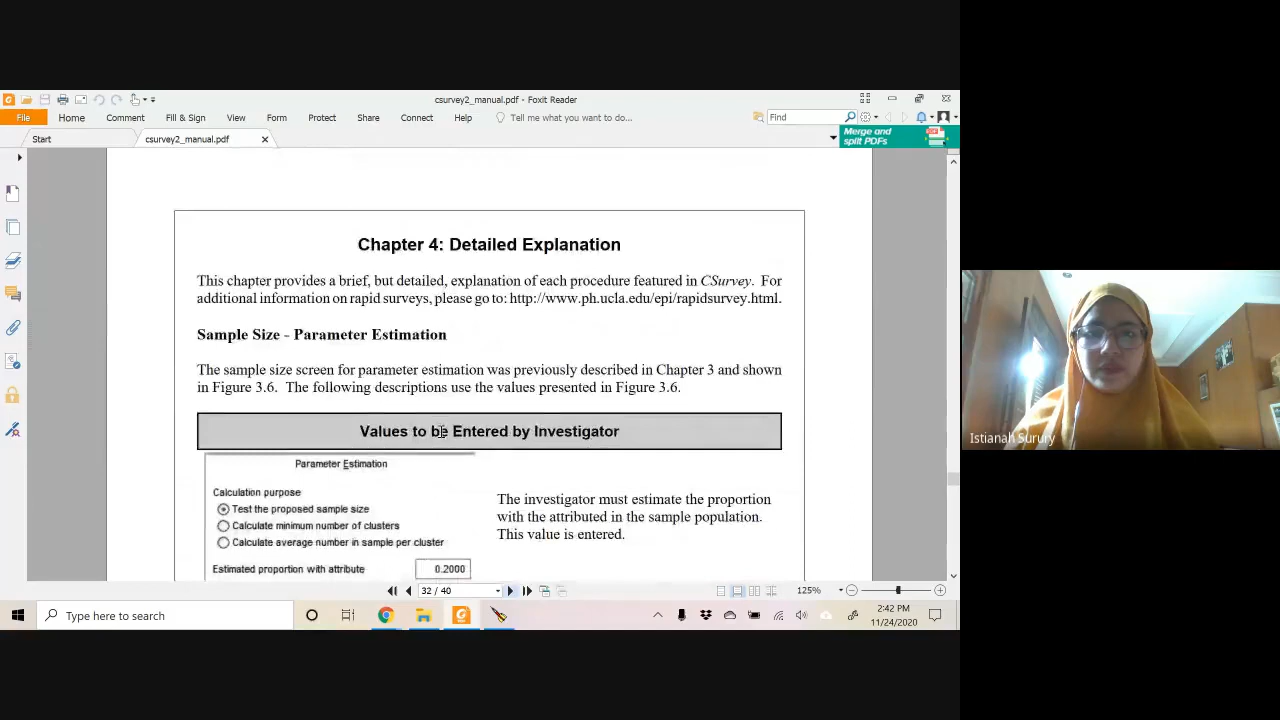 csurvey2_manual.pdf - Foxit Reader
File Home Comment Fill & Sign View Form Protect Share Connect Help Tell me what you want to do... Find
Start csurvey2_manual.pdf Merge and
split PDFs
Chapter 4: Detailed Explanation
This chapter provides a brief, but detailed, explanation of each procedure featured in CSurvey. For
additional information on rapid surveys, please go to: http://www.ph.ucla.edu/epi/rapidsurvey.html.
Sample Size - Parameter Estimation
The sample size screen for parameter estimation was previously described in Chapter 3 and shown
in Figure 3.6. The following descriptions use the values presented in Figure 3.6.
Values to be Entered by Investigator
Parameter Estimation
Calculation purpose
Test the proposed sample size
Calculate minimum number of clusters
Calculate average number in sample per cluster
Estimated proportion with attribute 0.2000
The investigator must estimate the proportion
with the attributed in the sample population.
This value is entered.
32 / 40 125%
Type here to search
2:42 PM
11/24/2020
Istianah Surury